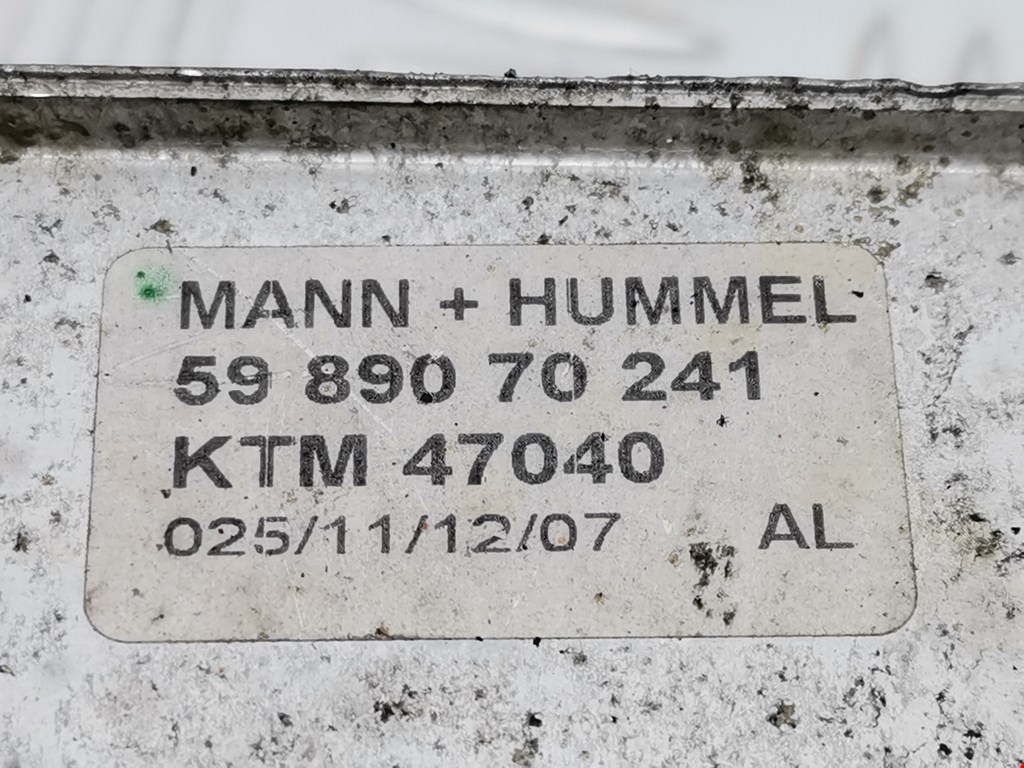 MANN + HUMMEL
59 890 70 241
KTM 47040
025/11/12/07 AL